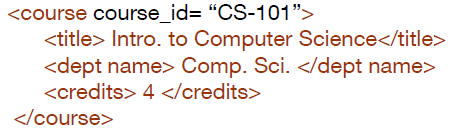 <course course_id= “CS-101”>
<title> Intro. to Computer Science</title>
<dept name> Comp. Sci. </dept name>
<credits> 4 </credits>
</course>